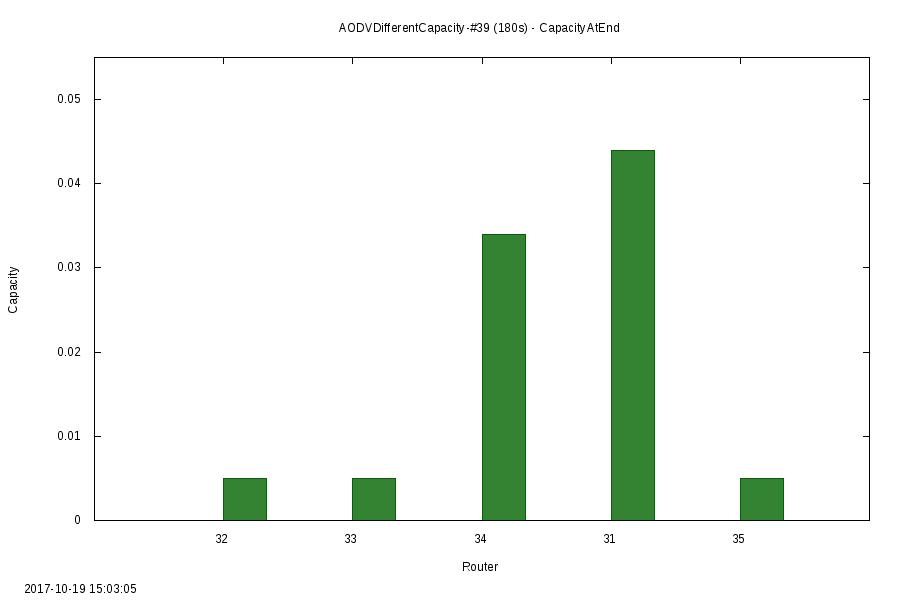 AODVDifferentCapacity-#39 (180s) - CapacityAtEnd
0.05
0.04
0.03
0.02
0.01
0
Capacity
32 33 34 31 35
Router
2017-10-19 15:03:05